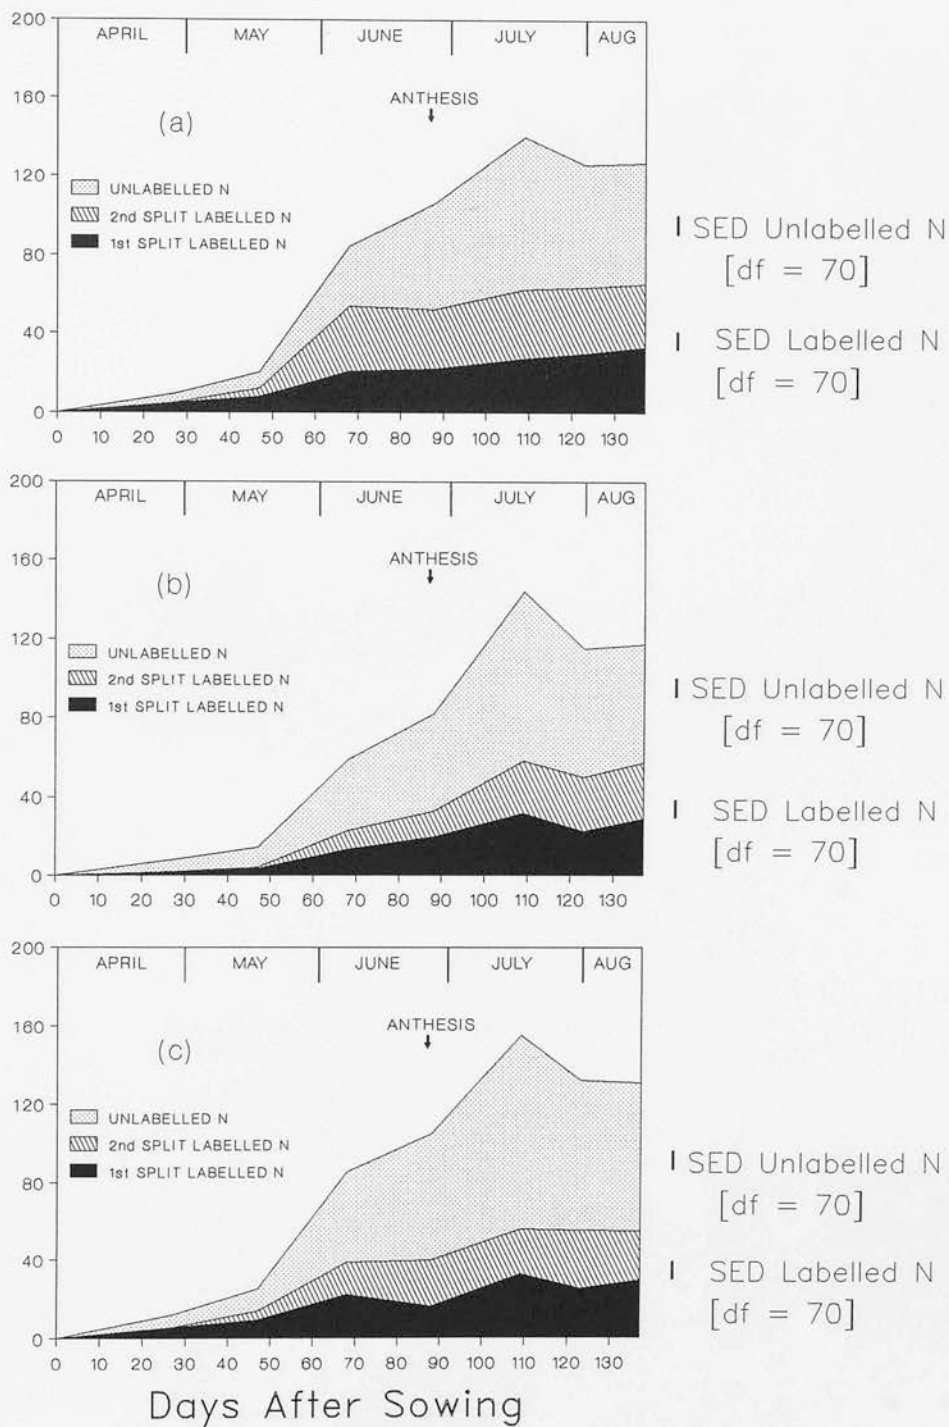 200
APRIL MAY JUNE JULY AUG
160
ANTHESIS
(a)
120
UNLABELLED N
2nd SPLIT LABELLED N
1st SPLIT LABELLED N
80
40
0
0 10 20 30 40 50 60 70 80 90 100 110 120 130
SED Unlabelled N
[df = 70]
SED Labelled N
[df = 70]
200
APRIL MAY JUNE JULY AUG
160
ANTHESIS
(b)
120
UNLABELLED N
2nd SPLIT LABELLED N
1st SPLIT LABELLED N
80
40
0
0 10 20 30 40 50 60 70 80 90 100 110 120 130
SED Unlabelled N
[df = 70]
SED Labelled N
[df = 70]
200
APRIL MAY JUNE JULY AUG
160
ANTHESIS
(c)
120
UNLABELLED N
2nd SPLIT LABELLED N
1st SPLIT LABELLED N
80
40
0
0 10 20 30 40 50 60 70 80 90 100 110 120 130
SED Unlabelled N
[df = 70]
SED Labelled N
[df = 70]
Days After Sowing